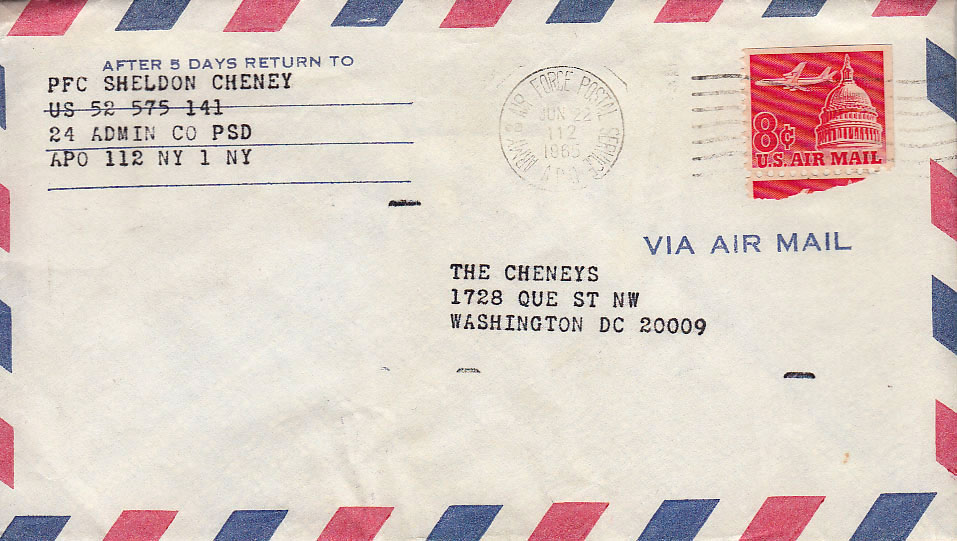 AFTER 5 DAYS RETURN TO
PFC SHELDON CHENEY
US 52 575 141
24 ADMIN CO PSD
APO 112 NY 1 NY
AIR FORCE POSTAL SERVICE
JUN 22
112
1965
A.P.O.
8¢
U.S. AIR MAIL
VIA AIR MAIL
THE CHENEYS
1728 QUE ST NW
WASHINGTON DC 20009